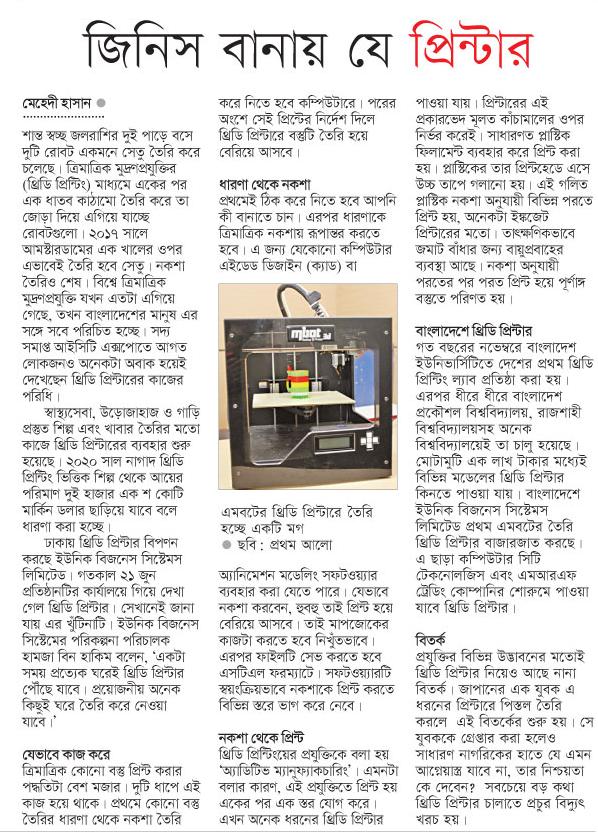 জিনিস বানায় যে প্রিন্টার
মেহেদী হাসান
শান্ত স্বচ্ছ জলরাশির দুই পাড়ে বসে
দুটি রোবট একমনে সেতু তৈরি করে
চলেছে। ত্রিমাত্রিক মুদ্রণপ্রযুক্তির
(থ্রিডি প্রিন্টিং) মাধ্যমে একের পর
এক ধাতব কাঠামো তৈরি করে তা
জোড়া দিয়ে এগিয়ে যাচ্ছে
রোবটগুলো। ২০১৭ সালে
আমস্টারডামের এক খালের ওপর
এভাবেই তৈরি হবে সেতু। নকশা
তৈরিও শেষ। বিশ্বে ত্রিমাত্রিক
মুদ্রণপ্রযুক্তি যখন এতটা এগিয়ে
গেছে, তখন বাংলাদেশের মানুষ এর
সঙ্গে সবে পরিচিত হচ্ছে। সদ্য
সমাপ্ত আইসিটি এক্সপোতে আগত
লোকজনও অনেকটা অবাক হয়েই
দেখেছেন থ্রিডি প্রিন্টারের কাজের
পরিধি।
স্বাস্থ্যসেবা, উড়োজাহাজ ও গাড়ি
প্রস্তুত শিল্প এবং খাবার তৈরির মতো
কাজে থ্রিডি প্রিন্টারের ব্যবহার শুরু
হয়েছে। ২০২০ সাল নাগাদ থ্রিডি
প্রিন্টিং ভিত্তিক শিল্প থেকে আয়ের
পরিমাণ দুই হাজার এক শ কোটি
মার্কিন ডলার ছাড়িয়ে যাবে বলে
ধারণা করা হচ্ছে।
ঢাকায় থ্রিডি প্রিন্টার বিপণন
করছে ইউনিক বিজনেস সিস্টেমস
লিমিটেড। গতকাল ২১ জুন
প্রতিষ্ঠানটির কার্যালয়ে গিয়ে দেখা
গেল থ্রিডি প্রিন্টার। সেখানেই জানা
যায় এর খুঁটিনাটি। ইউনিক বিজনেস
সিস্টেমের পরিকল্পনা পরিচালক
হামজা বিন হাকিম বলেন, ‘একটা
সময় প্রত্যেক ঘরেই থ্রিডি প্রিন্টার
পৌঁছে যাবে। প্রয়োজনীয় অনেক
কিছুই ঘরে তৈরি করে নেওয়া
যাবে।’
যেভাবে কাজ করে
ত্রিমাত্রিক কোনো বস্তু প্রিন্ট করার
পদ্ধতিটা বেশ মজার। দুটি ধাপে এই
কাজ হয়ে থাকে। প্রথমে কোনো বস্তু
তৈরির ধারণা থেকে নকশা তৈরি
করে নিতে হবে কম্পিউটারে। পরের
অংশে সেই প্রিন্টের নির্দেশ দিলে
থ্রিডি প্রিন্টারে বস্তুটি তৈরি হয়ে
বেরিয়ে আসবে।
ধারণা থেকে নকশা
প্রথমেই ঠিক করে নিতে হবে আপনি
কী বানাতে চান। এরপর ধারণাকে
ত্রিমাত্রিক নকশায় রূপান্তর করতে
হবে। এ জন্য যেকোনো কম্পিউটার
এইডেড ডিজাইন (ক্যাড) বা
mbot 3d
এমবটের থ্রিডি প্রিন্টারে তৈরি
হচ্ছে একটি মগ
ছবি : প্রথম আলো
অ্যানিমেশন মডেলিং সফটওয়্যার
ব্যবহার করা যেতে পারে। যেভাবে
নকশা করবেন, হুবহু তাই প্রিন্ট হয়ে
বেরিয়ে আসবে। তাই মাপজোকের
কাজটা করতে হবে নিখুঁতভাবে।
এরপর ফাইলটি সেভ করতে হবে
এসটিএল ফরম্যাটে। সফটওয়্যারটি
স্বয়ংক্রিয়ভাবে নকশাকে প্রিন্ট করতে
বিভিন্ন স্তরে ভাগ করে নেবে।
নকশা থেকে প্রিন্ট
থ্রিডি প্রিন্টিংয়ের প্রযুক্তিকে বলা হয়
‘অ্যাডিটিভ ম্যানুফ্যাকচারিং’। এমনটা
বলার কারণ, এই প্রযুক্তিতে প্রিন্ট হয়
একের পর এক স্তর যোগ করে।
এখন অনেক ধরনের থ্রিডি প্রিন্টার
পাওয়া যায়। প্রিন্টারের এই
প্রকারভেদ মূলত কাঁচামালের ওপর
নির্ভর করেই। সাধারণত প্লাস্টিক
ফিলামেন্ট ব্যবহার করে প্রিন্ট করা
হয়। প্লাস্টিকের তার প্রিন্টহেডে এসে
উচ্চ তাপে গলানো হয়। এই গলিত
প্লাস্টিক নকশা অনুযায়ী বিভিন্ন পরতে
প্রিন্ট হয়, অনেকটা ইঙ্কজেট
প্রিন্টারের মতো। তাৎক্ষণিকভাবে
জমাট বাঁধার জন্য বায়ুপ্রবাহের
ব্যবস্থা আছে। নকশা অনুযায়ী
পরতের পর পরত প্রিন্ট হয়ে পূর্ণাঙ্গ
বস্তুতে পরিণত হয়।
বাংলাদেশে থ্রিডি প্রিন্টার
গত বছরের নভেম্বরে বাংলাদেশ
ইউনিভার্সিটিতে দেশের প্রথম থ্রিডি
প্রিন্টিং ল্যাব প্রতিষ্ঠা করা হয়।
এরপর ধীরে ধীরে বাংলাদেশ
প্রকৌশল বিশ্ববিদ্যালয়, রাজশাহী
বিশ্ববিদ্যালয়সহ অনেক
বিশ্ববিদ্যালয়েই তা চালু হয়েছে।
মোটামুটি এক লাখ টাকার মধ্যেই
বিভিন্ন মডেলের থ্রিডি প্রিন্টার
কিনতে পাওয়া যায়। বাংলাদেশে
ইউনিক বিজনেস সিস্টেমস
লিমিটেড প্রথম এমবটের তৈরি
থ্রিডি প্রিন্টার বাজারজাত করছে।
এ ছাড়া কম্পিউটার সিটি
টেকনোলজিস এবং এমআরএফ
ট্রেডিং কোম্পানির শোরুমে পাওয়া
যাবে থ্রিডি প্রিন্টার।
বিতর্ক
প্রযুক্তির বিভিন্ন উদ্ভাবনের মতোই
থ্রিডি প্রিন্টার নিয়েও আছে নানা
বিতর্ক। জাপানের এক যুবক এ
ধরনের প্রিন্টারে পিস্তল তৈরি
করলে এই বিতর্কের শুরু হয়। সে
যুবককে গ্রেপ্তার করা হলেও
সাধারণ নাগরিকের হাতে যে এমন
আগ্নেয়াস্ত্র যাবে না, তার নিশ্চয়তা
কে দেবেন? সবচেয়ে বড় কথা
থ্রিডি প্রিন্টার চালাতে প্রচুর বিদ্যুৎ
খরচ হয়।